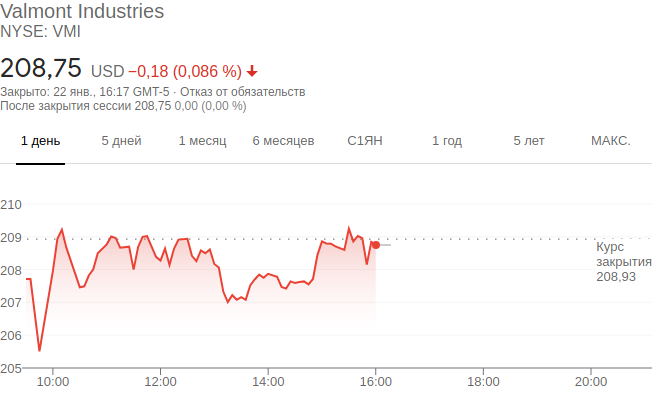 Valmont Industries
NYSE: VMI
208,75 USD −0,18 (0,086 %)
Закрыто: 22 янв., 16:17 GMT-5 · Отказ от обязательств
После закрытия сессии 208,75 0,00 (0,00 %)
1 день 5 дней 1 месяц 6 месяцев С1ЯН 1 год 5 лет МАКС.
210
209
Курс
закрытия
208,93
208
207
206
205
10:00 12:00 14:00 16:00 18:00 20:00